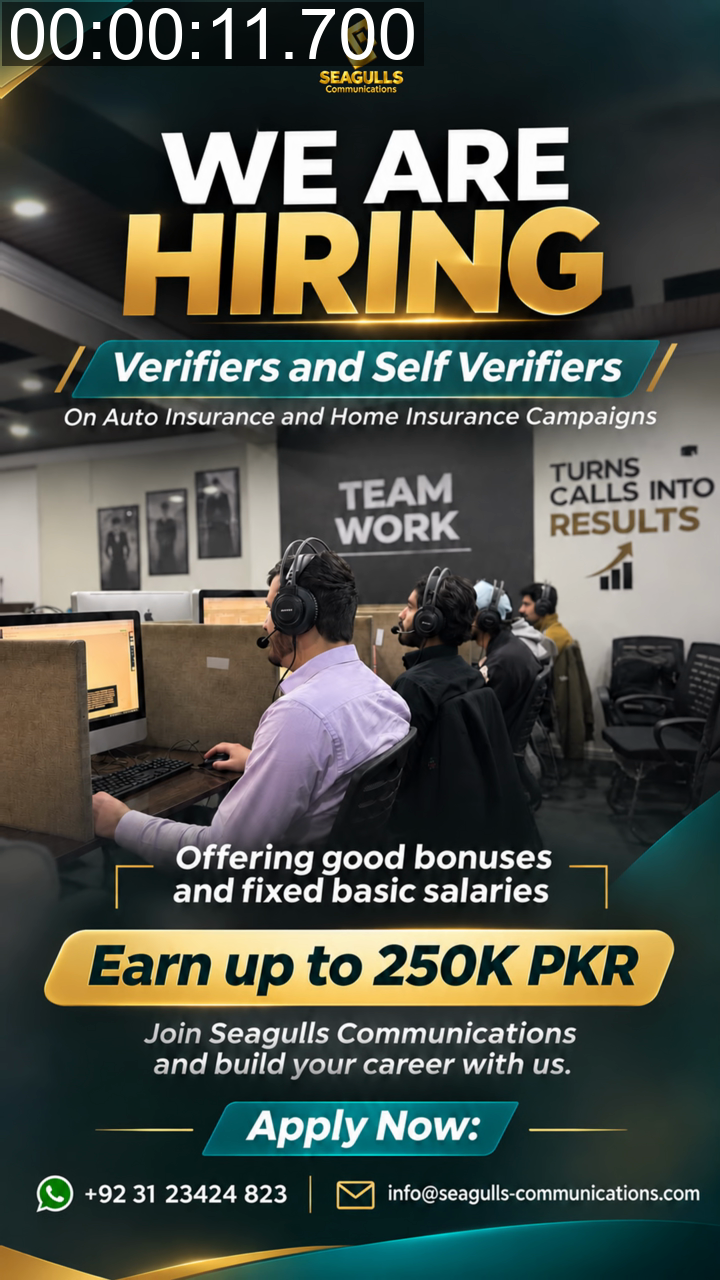 00:00:11.700
SEAGULLS
Communications
WE ARE
HIRING
Verifiers and Self Verifiers
On Auto Insurance and Home Insurance Campaigns
TEAM
WORK
TURNS
CALLS INTO
RESULTS
Offering good bonuses
and fixed basic salaries
Earn up to 250K PKR
Join Seagulls Communications
and build your career with us.
Apply Now:
+92 31 23424 823
info@seagulls-communications.com